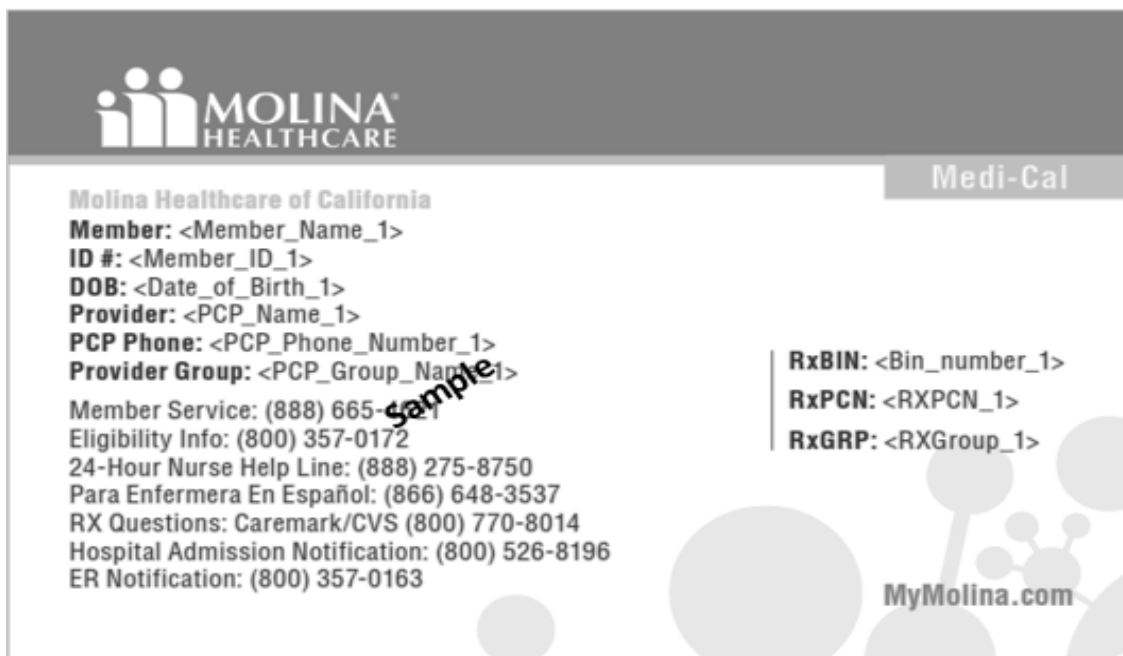 MOLINA®
HEALTHCARE
Medi-Cal
Molina Healthcare of California
Member: <Member_Name_1>
ID #: <Member_ID_1>
DOB: <Date_of_Birth_1>
Provider: <PCP_Name_1>
PCP Phone: <PCP_Phone_Number_1>
Provider Group: <PCP_Group_Name_1>
Sample
Member Service: (888) 665-
Eligibility Info: (800) 357-0172
24-Hour Nurse Help Line: (888) 275-8750
Para Enfermera En Español: (866) 648-3537
RX Questions: Caremark/CVS (800) 770-8014
Hospital Admission Notification: (800) 526-8196
ER Notification: (800) 357-0163
RxBIN: <Bin_number_1>
RxPCN: <RXPCN_1>
RxGRP: <RXGroup_1>
MyMolina.com